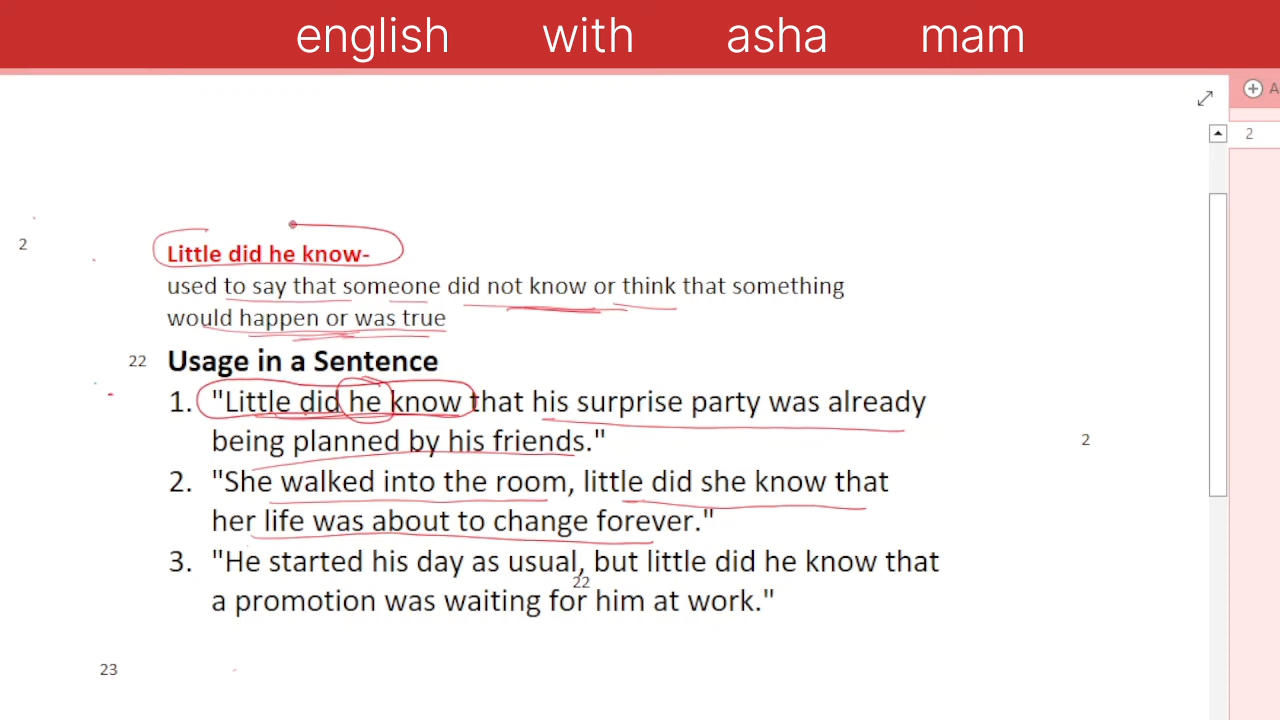 english with asha mam
A
2
2
Little did he know-
used to say that someone did not know or think that something
would happen or was true
22 Usage in a Sentence
1. "Little did he know that his surprise party was already
being planned by his friends."
2
2. "She walked into the room, little did she know that
her life was about to change forever."
3. "He started his day as usual, but little did he know that
22
a promotion was waiting for him at work."
23